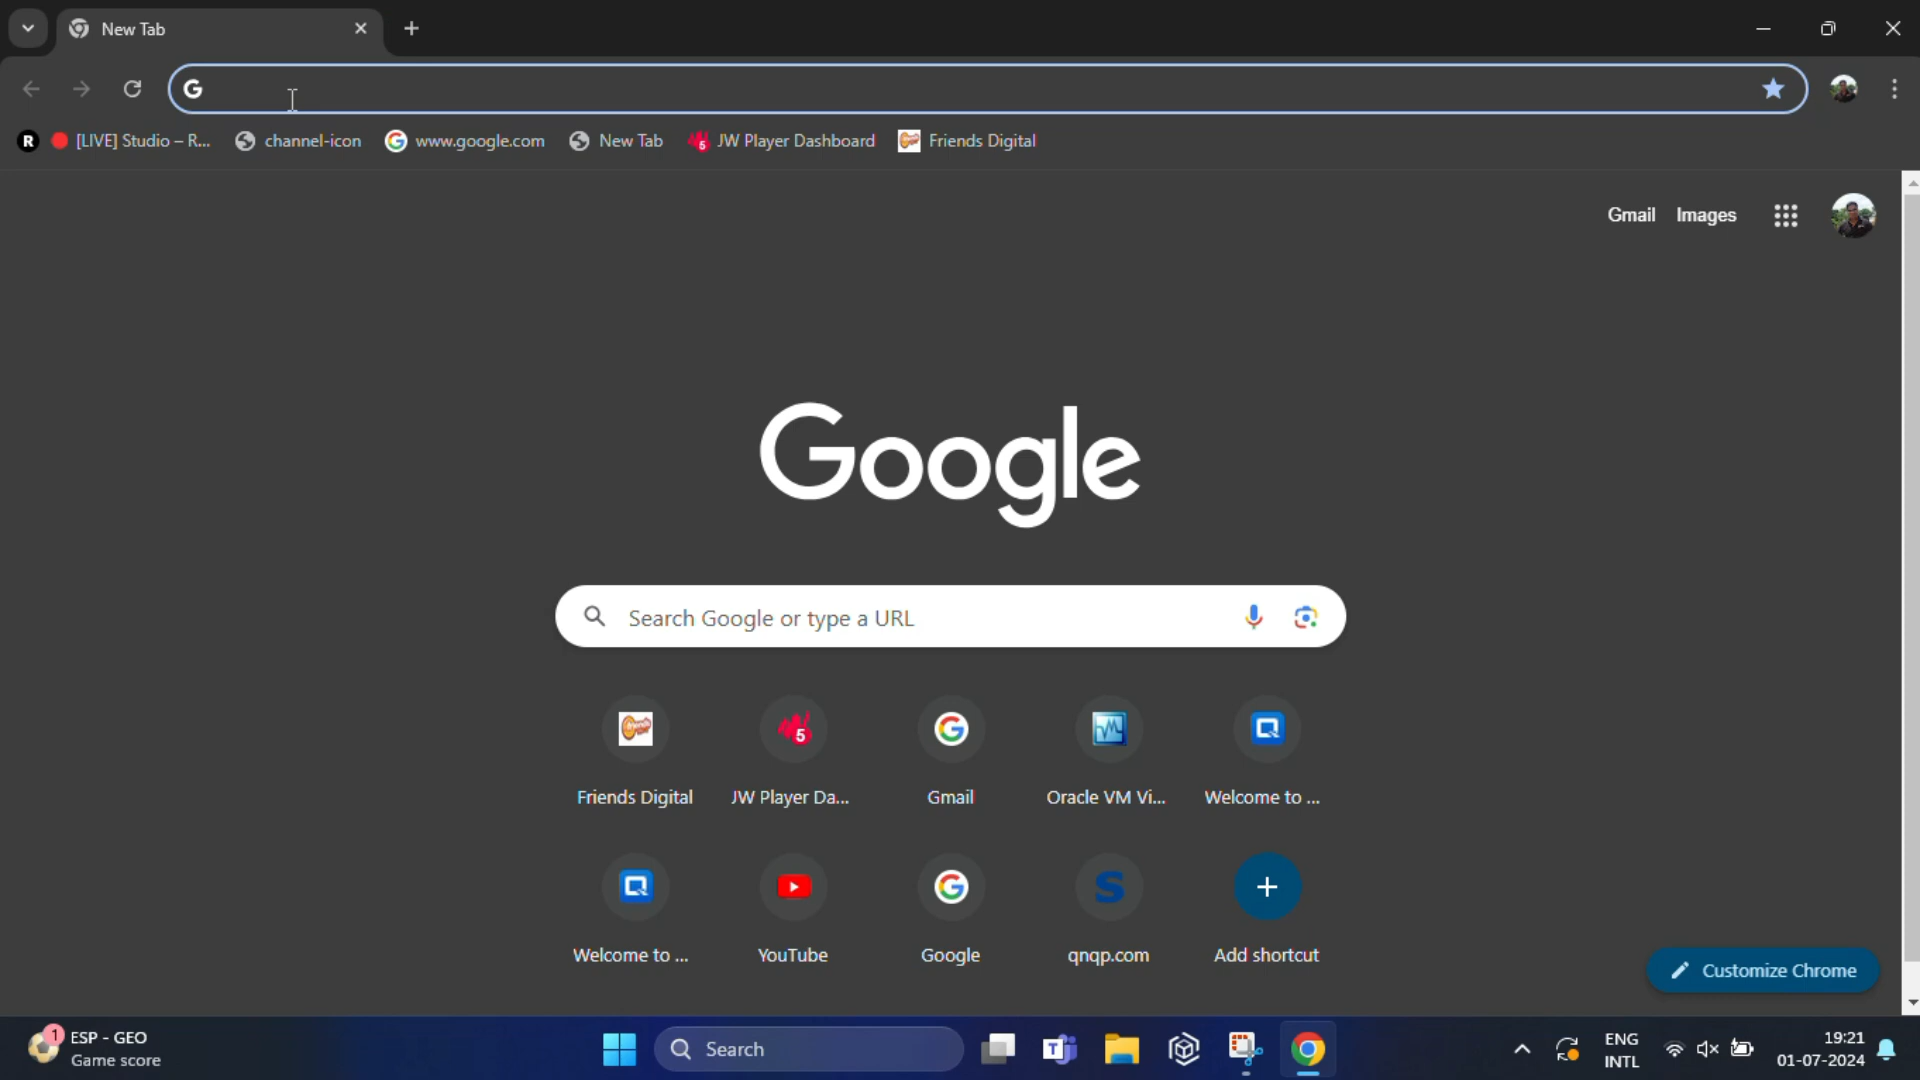 New Tab
[LIVE] Studio – R... channel-icon www.google.com New Tab JW Player Dashboard Friends Digital
Gmail Images
Google
Search Google or type a URL
Friends Digital JW Player Da... Gmail Oracle VM Vi... Welcome to ...
Welcome to ... YouTube Google qnqp.com Add shortcut
Customize Chrome
1 ESP - GEO
Game score
Search
ENG
INTL
19:21
01-07-2024